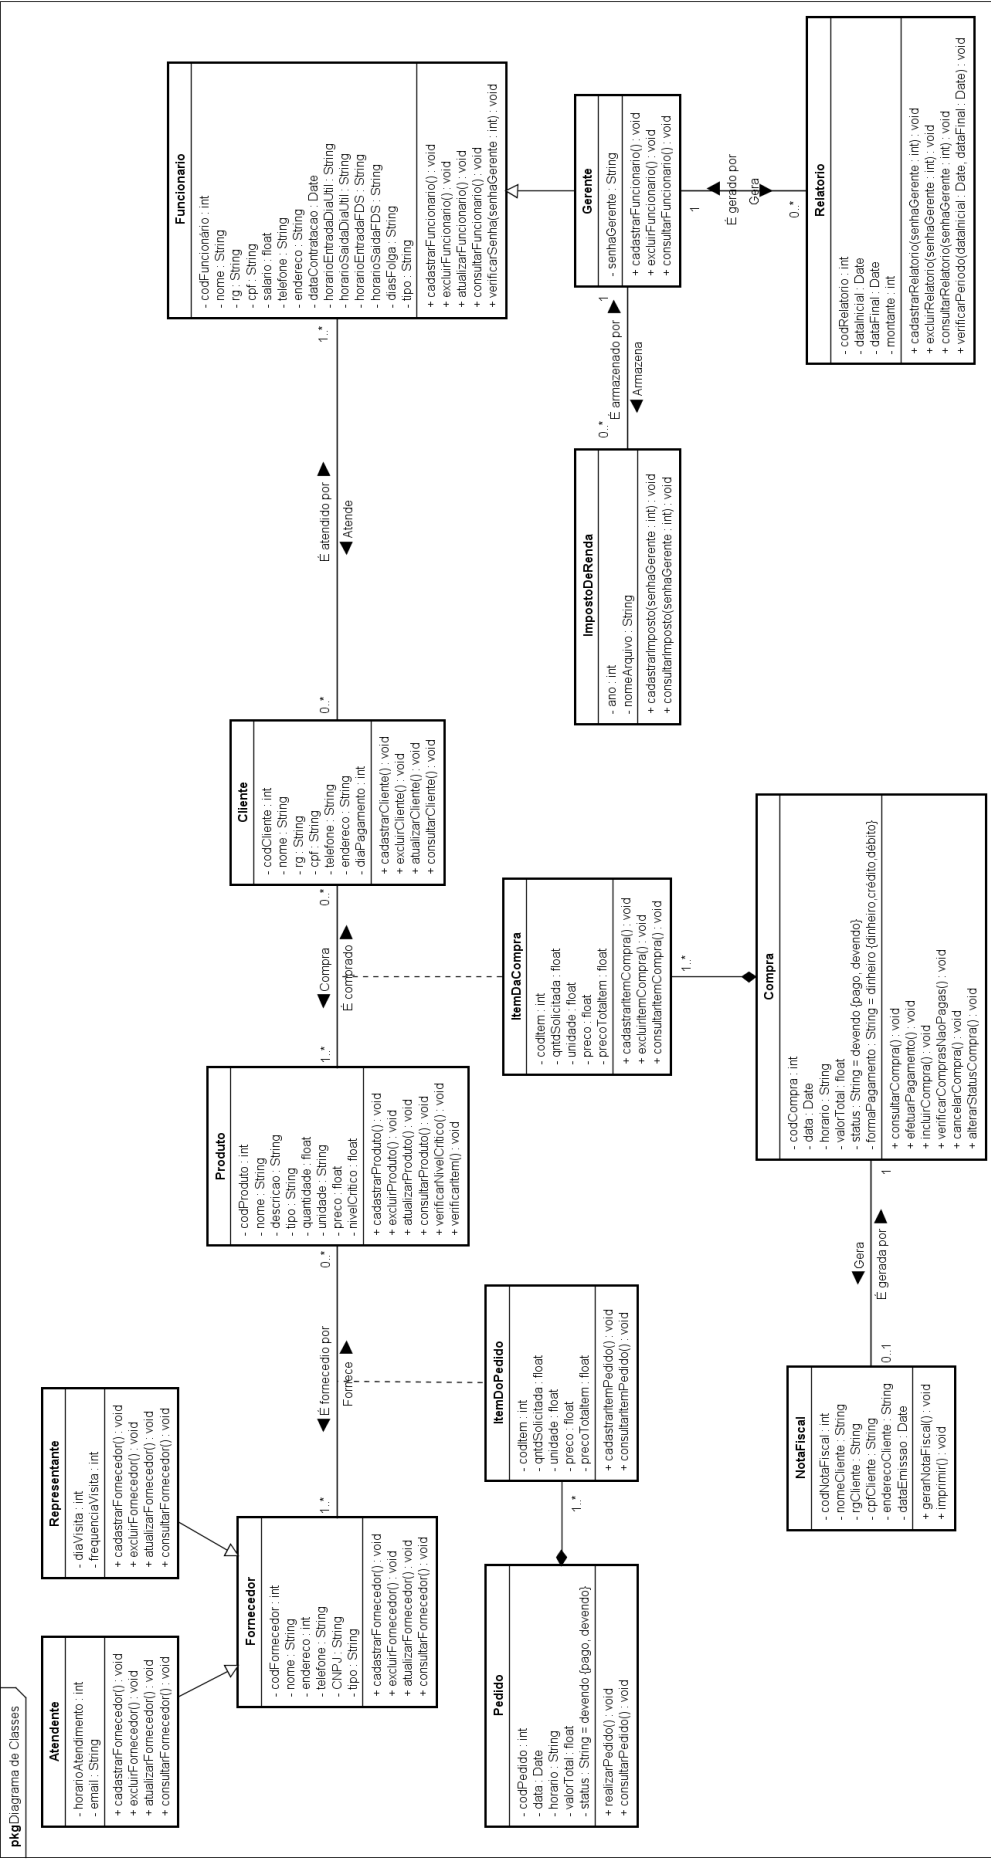 pkgDiagrama de Classes
Atendente
- horarioAtendimento : int
- email : String
+ cadastrarFornecedor() : void
+ excluirFornecedor() : void
+ atualizarFornecedor() : void
+ consultarFornecedor() : void
Representante
- diaVisita : int
- frequenciaVisita : int
+ cadastrarFornecedor() : void
+ excluirFornecedor() : void
+ atualizarFornecedor() : void
+ consultarFornecedor() : void
Fornecedor
- codFornecedor : int
- nome : String
- endereco : int
- telefone : String
- CNPJ : String
- tipo : String
+ cadastrarFornecedor() : void
+ excluirFornecedor() : void
+ atualizarFornecedor() : void
+ consultarFornecedor() : void
1..*
É fornecedio por
Fornece
0..*
Produto
- codProduto : int
- nome : String
- descricao : String
- tipo : String
- quantidade : float
- unidade : String
- preco : float
- nivelCritico : float
+ cadastrarProduto() : void
+ excluirProduto() : void
+ atualizarProduto() : void
+ consultarProduto() : void
+ verificarNivelCritico() : void
+ verificarItem() : void
1..*
Compra
É comprado
0..*
Cliente
- codCliente : int
- nome : String
- rg : String
- cpf : String
- telefone : String
- endereco : String
- diaPagamento : int
+ cadastrarCliente() : void
+ excluirCliente() : void
+ atualizarCliente() : void
+ consultarCliente() : void
0..*
É atendido por
Atende
1..*
Funcionario
- codFuncionário : int
- nome : String
- rg : String
- cpf : String
- salario : float
- telefone : String
- endereco : String
- dataContratacao : Date
- horarioEntradaDiaUtil : String
- horarioSaidaDiaUtil : String
- horarioEntradaFDS : String
- horarioSaidaFDS : String
- diasFolga : String
- tipo : String
+ cadastrarFuncionario() : void
+ excluirFuncionario() : void
+ atualizarFuncionario() : void
+ consultarFuncionario() : void
+ verificarSenha(senhaGerente : int) : void
Pedido
- codPedido : int
- data : Date
- horario : String
- valorTotal : float
- status : String = devendo {pago, devendo}
+ realizarPedido() : void
+ consultarPedido() : void
1..*
ItemDoPedido
- codItem : int
- qntdSolicitada : float
- unidade : float
- preco : float
- precoTotalItem : float
+ cadastrarItemPedido() : void
+ consultarItemPedido() : void
ItemDaCompra
- codItem : int
- qntdSolicitada : float
- unidade : float
- preco : float
- precoTotalItem : float
+ cadastrarItemCompra() : void
+ excluirItemCompra() : void
+ consultarItemCompra() : void
1..*
ImpostoDeRenda
- ano : int
- nomeArquivo : String
+ cadastrarImposto(senhaGerente : int) : void
+ consultarImposto(senhaGerente : int) : void
0..*
É armazenado por
Armazena
1
Gerente
- senhaGerente : String
+ cadastrarFuncionario() : void
+ excluirFuncionario() : void
+ consultarFuncionario() : void
1
É gerado por
Gera
0..*
NotaFiscal
- codNotaFiscal : int
- nomeCliente : String
- rgCliente : String
- cpfCliente : String
- enderecoCliente : String
- dataEmissao : Date
+ gerarNotaFiscal() : void
+ imprimir() : void
0..1
Gera
É gerada por
1
Compra
- codCompra : int
- data : Date
- horario : String
- valorTotal : float
- status : String = devendo {pago, devendo}
- formaPagamento : String = dinheiro {dinheiro,crédito,débito}
+ consultarCompra() : void
+ efetuarPagamento() : void
+ incluirCompra() : void
+ verificarComprasNaoPagas() : void
+ cancelarCompra() : void
+ alterarStatusCompra() : void
Relatorio
- codRelatorio : int
- dataInicial : Date
- dataFinal : Date
- montante : int
+ cadastrarRelatorio(senhaGerente : int) : void
+ excluirRelatorio(senhaGerente : int) : void
+ consultarRelatorio(senhaGerente : int) : void
+ verificarPeriodo(dataInicial : Date, dataFinal : Date) : void